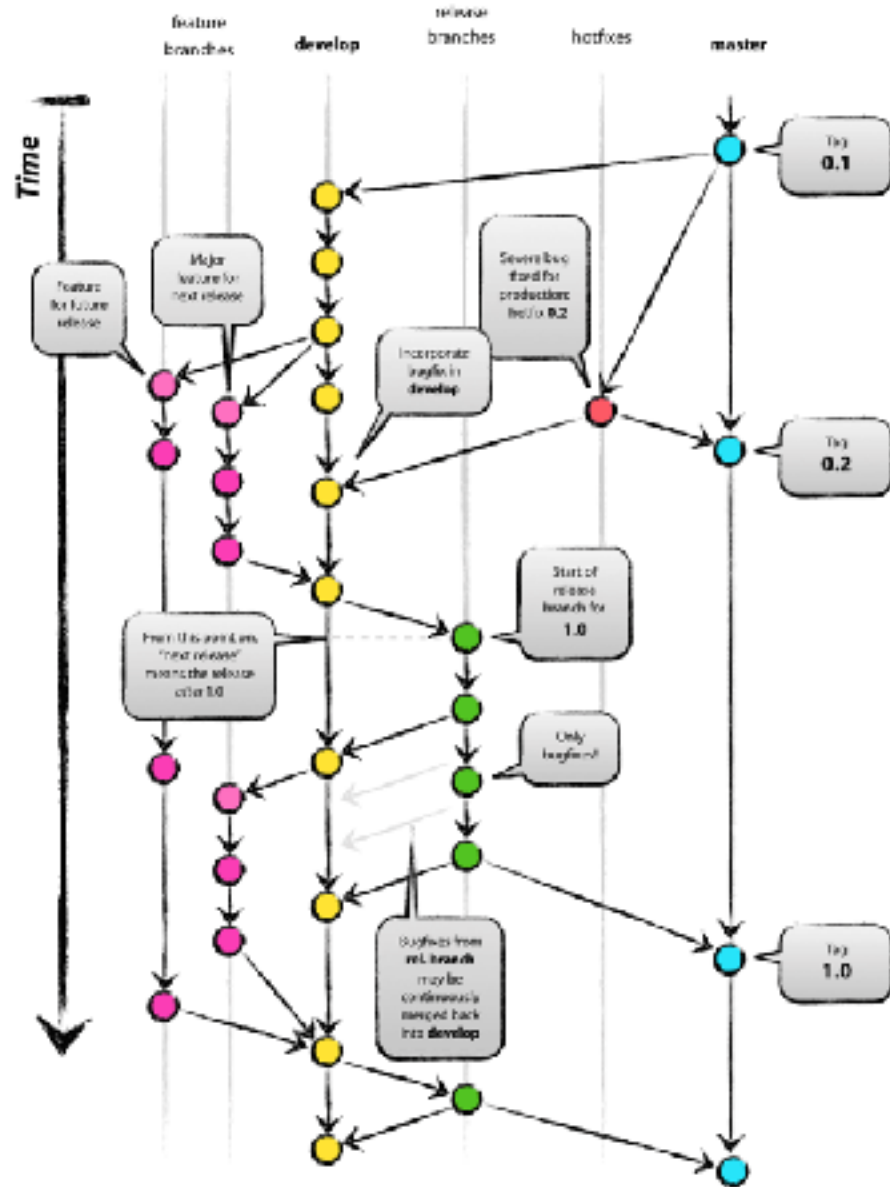 feature
branches
develop
release
branches
hotfixes
master
Time
Tag
0.1
Major
feature for
next release
Feature
for future
release
Severe bug
fixed for
production:
hotfix 0.2
Incorporate
bugfix in
develop
Tag
0.2
Start of
release
branch for
1.0
From this point on,
"next release"
means the release
after 1.0
Only
bugfixes!
Bugfixes from
rel. branch
may be
continuously
merged back
into develop
Tag
1.0